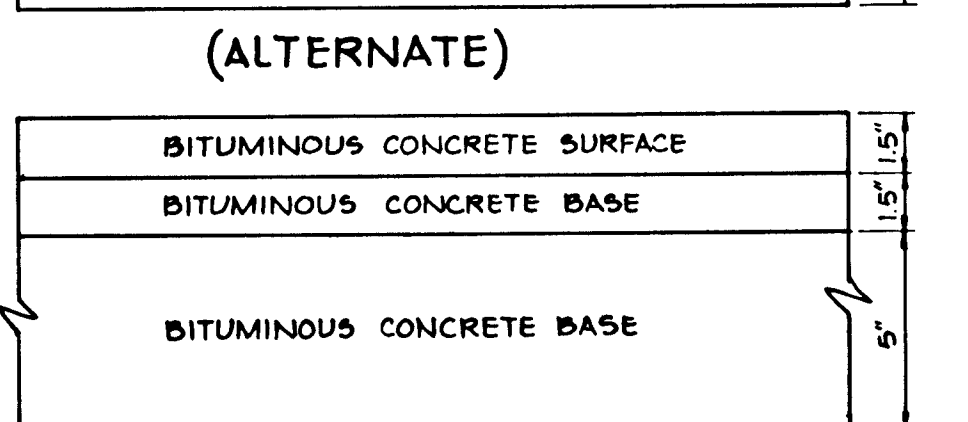 (ALTERNATE)
BITUMINOUS CONCRETE SURFACE
1.5"
BITUMINOUS CONCRETE BASE
1.5"
BITUMINOUS CONCRETE BASE
5"